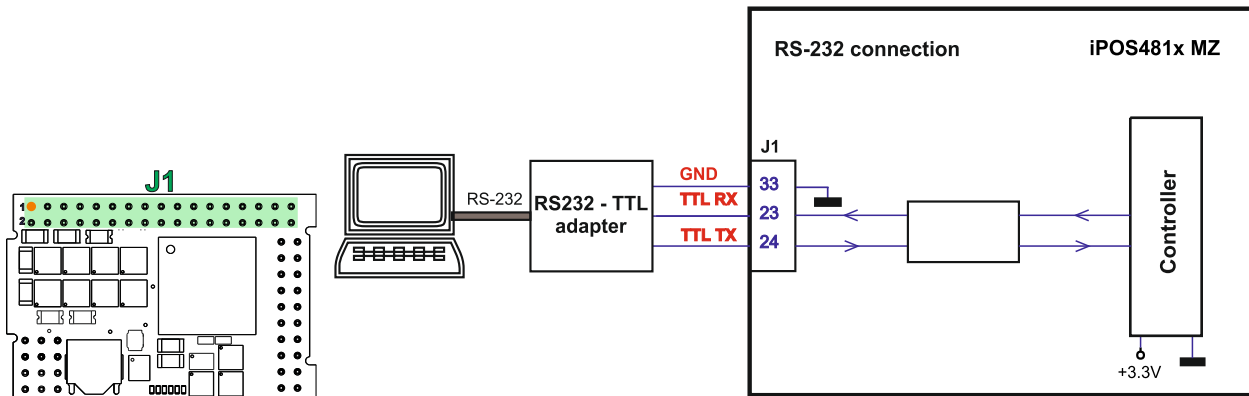 J1
1
2
RS-232
RS232 - TTL
adapter
GND
TTL RX
TTL TX
RS-232 connection
iPOS481x MZ
J1
33
23
24
Controller
+3.3V